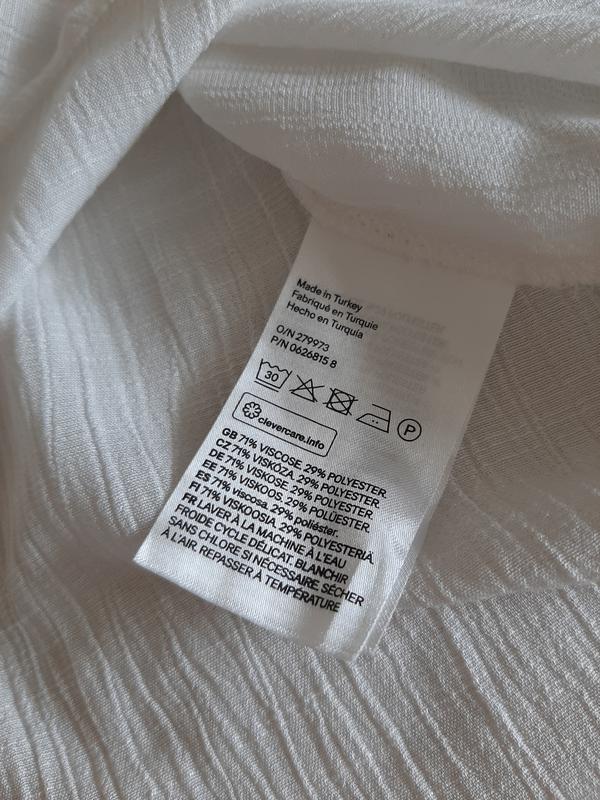 Made in Turkey
Fabriqué en Turquie
Hecho en Turquía
O/N 279973
P/N 0626815 8
30
P
clevercare.info
GB 71% VISCOSE. 29% POLYESTER.
CZ 71% VISKÓZA. 29% POLYESTER.
DE 71% VISKOSE. 29% POLYESTER.
EE 71% VISKOOS. 29% POLÜESTER.
ES 71% viscosa. 29% poliéster.
FI 71% VISKOOSIA. 29% POLYESTERIÄ.
FR LAVER À LA MACHINE À L'EAU
FROIDE CYCLE DÉLICAT. BLANCHIR
SANS CHLORE SI NÉCESSAIRE. SÉCHER
À L'AIR. REPASSER À TEMPÉRATURE